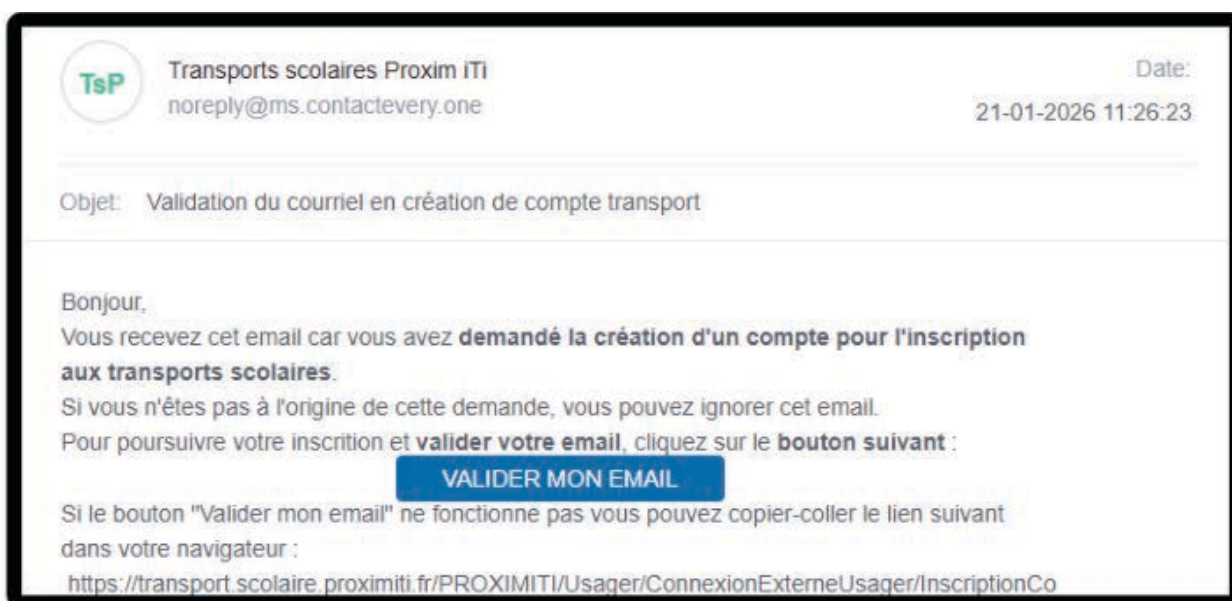 TsP
Transports scolaires Proxim iTi
noreply@ms.contactevery.one
Date:
21-01-2026 11:26:23
Objet: Validation du courriel en création de compte transport
Bonjour,
Vous recevez cet email car vous avez demandé la création d'un compte pour l'inscription
aux transports scolaires.
Si vous n'êtes pas à l'origine de cette demande, vous pouvez ignorer cet email.
Pour poursuivre votre inscrition et valider votre email, cliquez sur le bouton suivant :
VALIDER MON EMAIL
Si le bouton "Valider mon email" ne fonctionne pas vous pouvez copier-coller le lien suivant
dans votre navigateur :
https://transport.scolaire.proximiti.fr/PROXIMITI/Usager/ConnexionExterneUsager/InscriptionCo